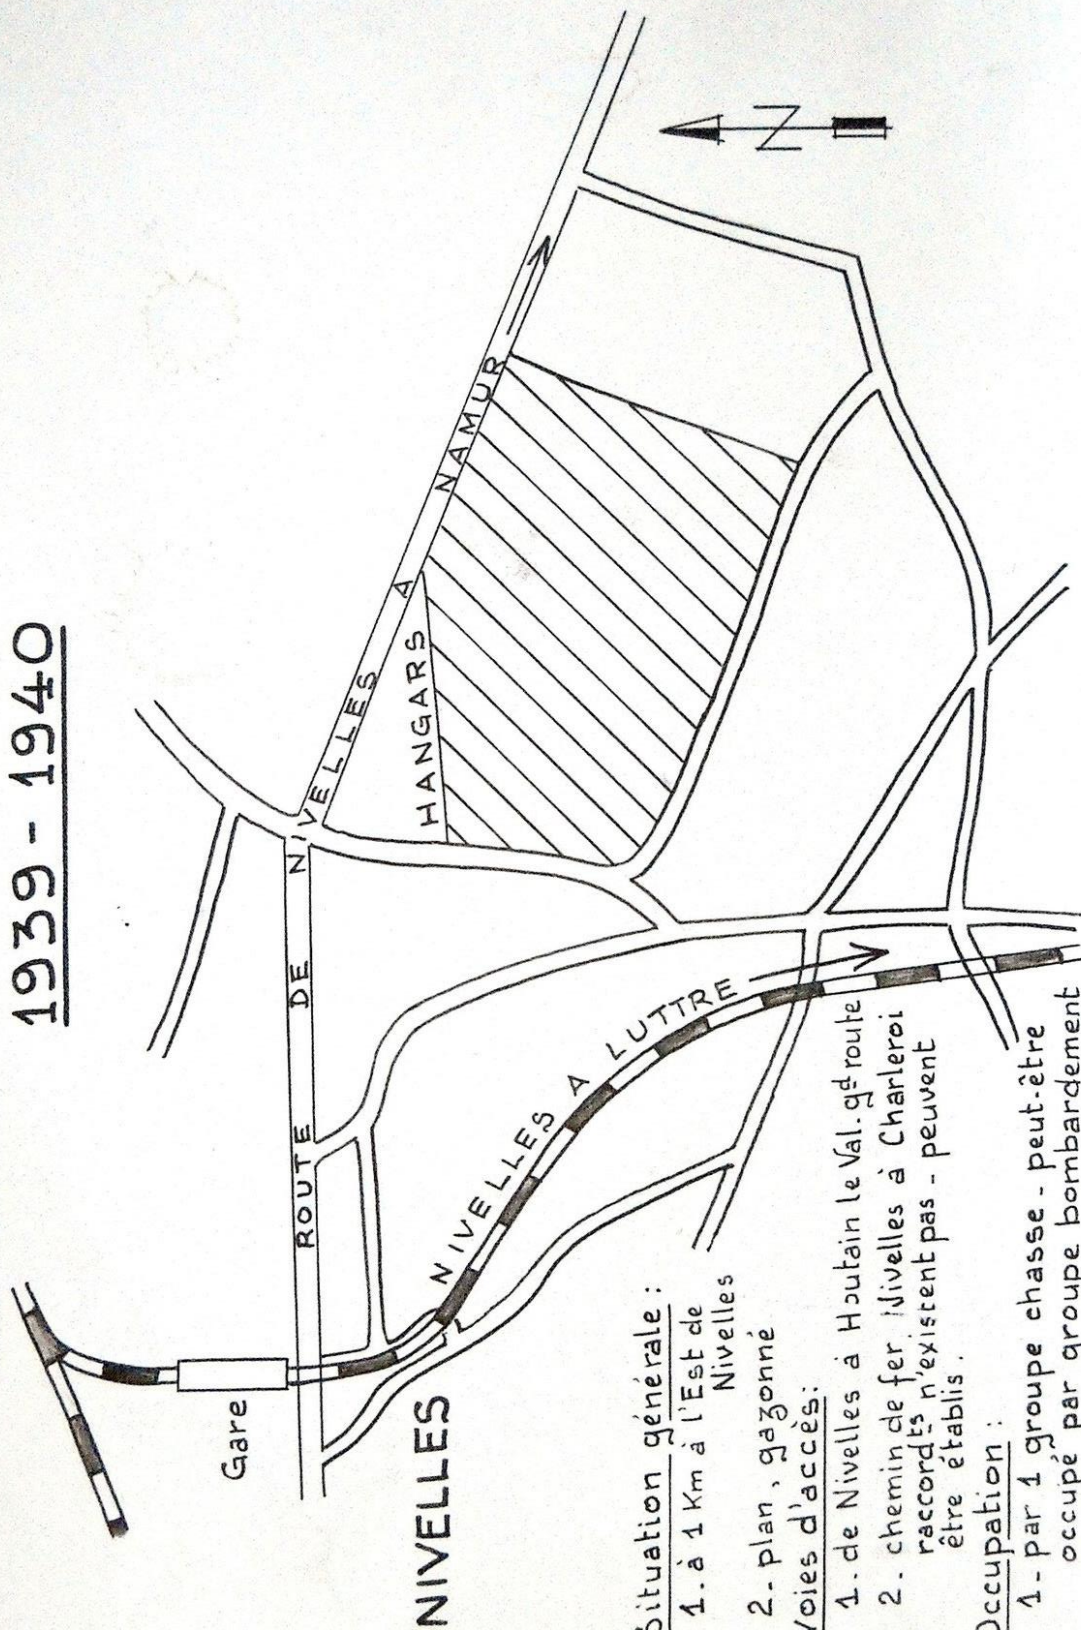 1939 - 1940
Gare
ROUTE DE NIVELLES A NAMUR
HANGARS
N
NIVELLES A LUTTRE
NIVELLES
Situation générale :
1. à 1 Km à l'Est de
Nivelles
2. plan, gazonné
Voies d'accès:
1. de Nivelles à Houtain le Val. gd route
2. chemin de fer Nivelles à Charleroi
raccordts n'existent pas - peuvent
être établis.
Occupation :
1- par 1 groupe chasse - peut-être
occupé par groupe bombardement